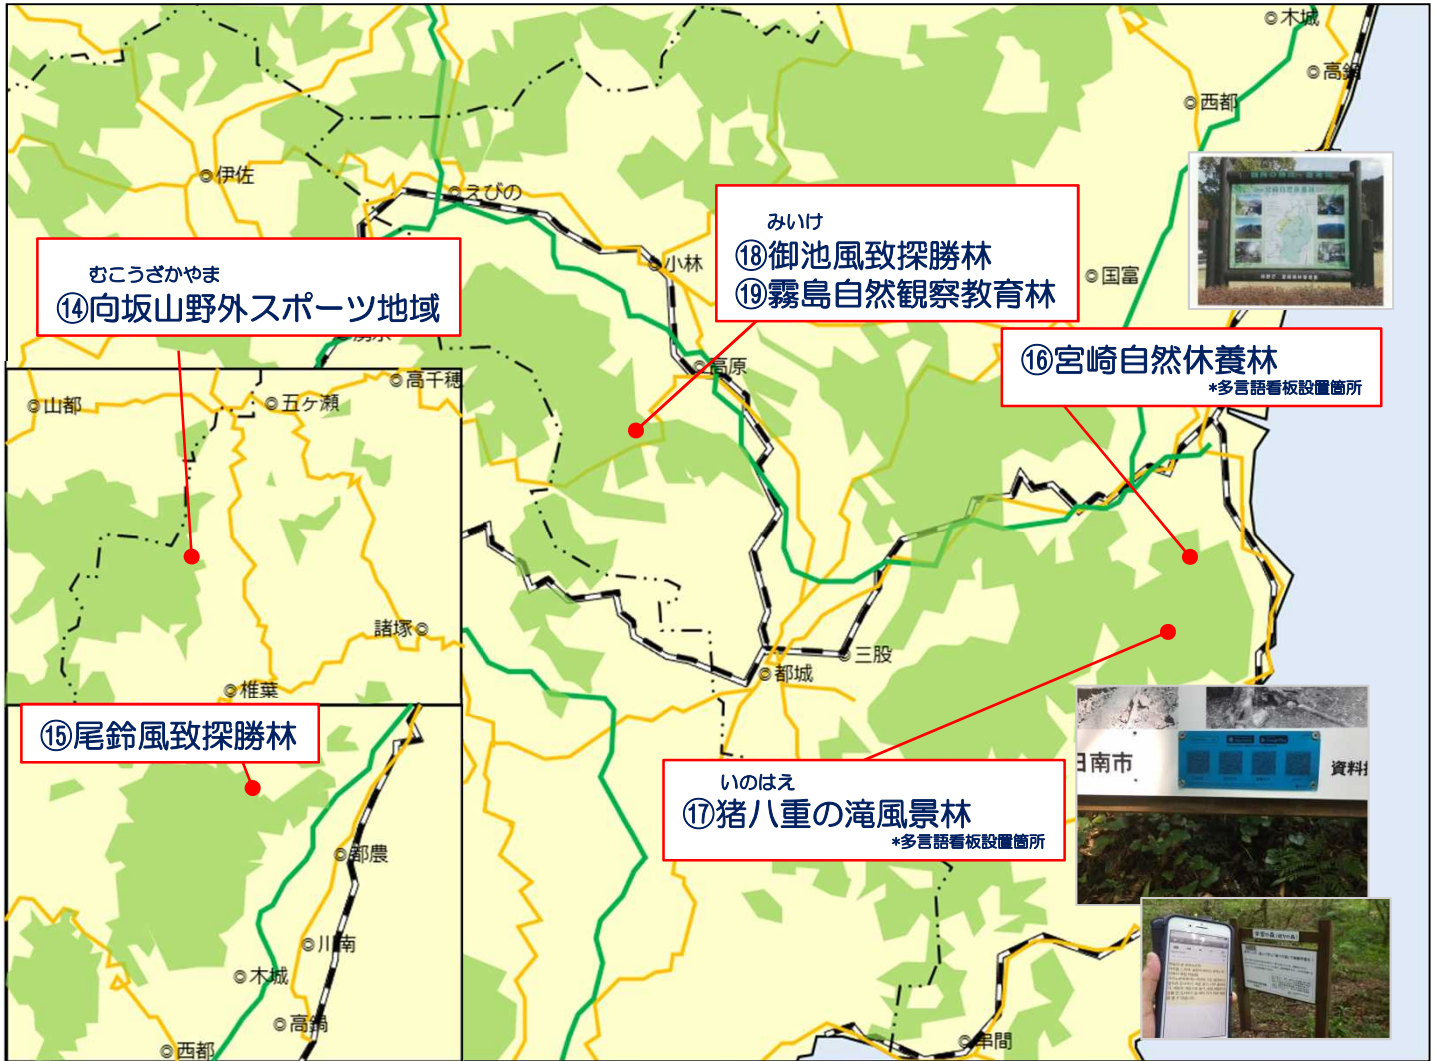 木城
高鍋
西都
伊佐
えびの
みいけ
⑱御池風致探勝林
⑲霧島自然観察教育林
小林
国富
むこうざかやま
⑭向坂山野外スポーツ地域
⑯宮崎自然休養林
*多言語看板設置箇所
高原
高千穂
山都
五ヶ瀬
諸塚
三股
都城
椎葉
⑮尾鈴風致探勝林
日南市
資料
いのはえ
⑰猪八重の滝風景林
*多言語看板設置箇所
都農
川南
木城
高鍋
西都
串間